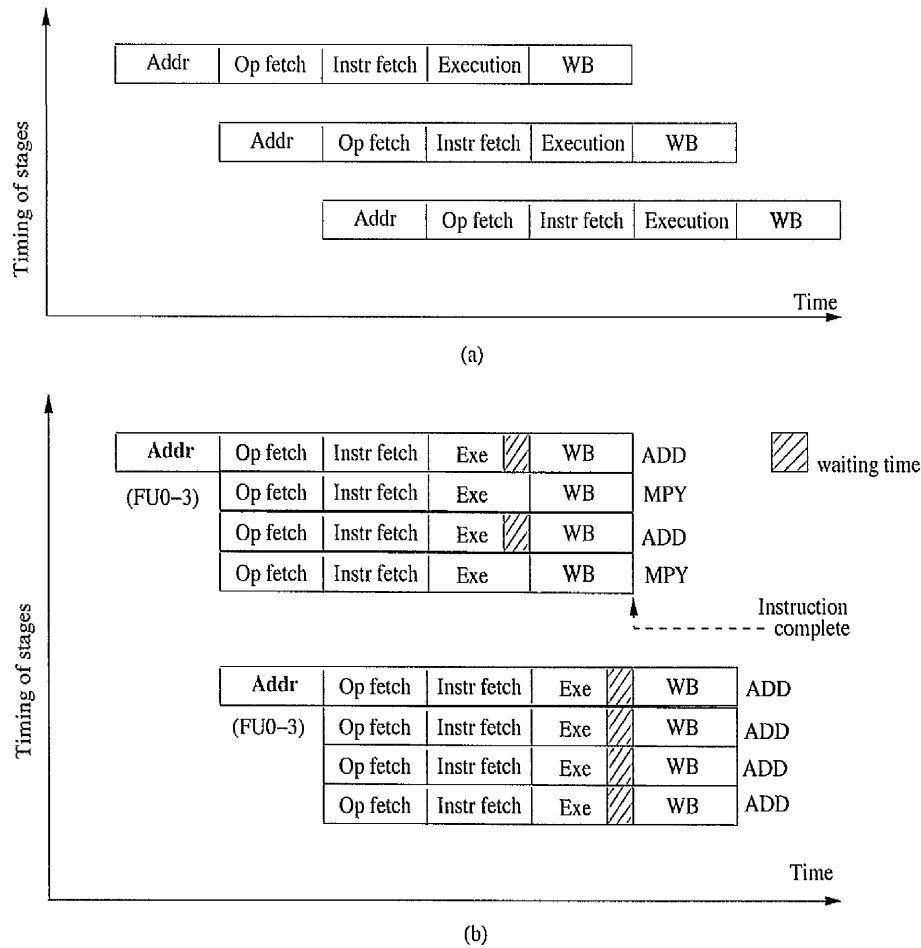 Timing of stages
Addr Op fetch Instr fetch Execution WB
Addr Op fetch Instr fetch Execution WB
Addr Op fetch Instr fetch Execution WB
Time
(a)
Timing of stages
Addr Op fetch Instr fetch Exe WB ADD
waiting time
(FU0–3) Op fetch Instr fetch Exe WB MPY
Op fetch Instr fetch Exe WB ADD
Op fetch Instr fetch Exe WB MPY
Instruction
complete
Addr Op fetch Instr fetch Exe WB ADD
(FU0–3) Op fetch Instr fetch Exe WB ADD
Op fetch Instr fetch Exe WB ADD
Op fetch Instr fetch Exe WB ADD
Time
(b)